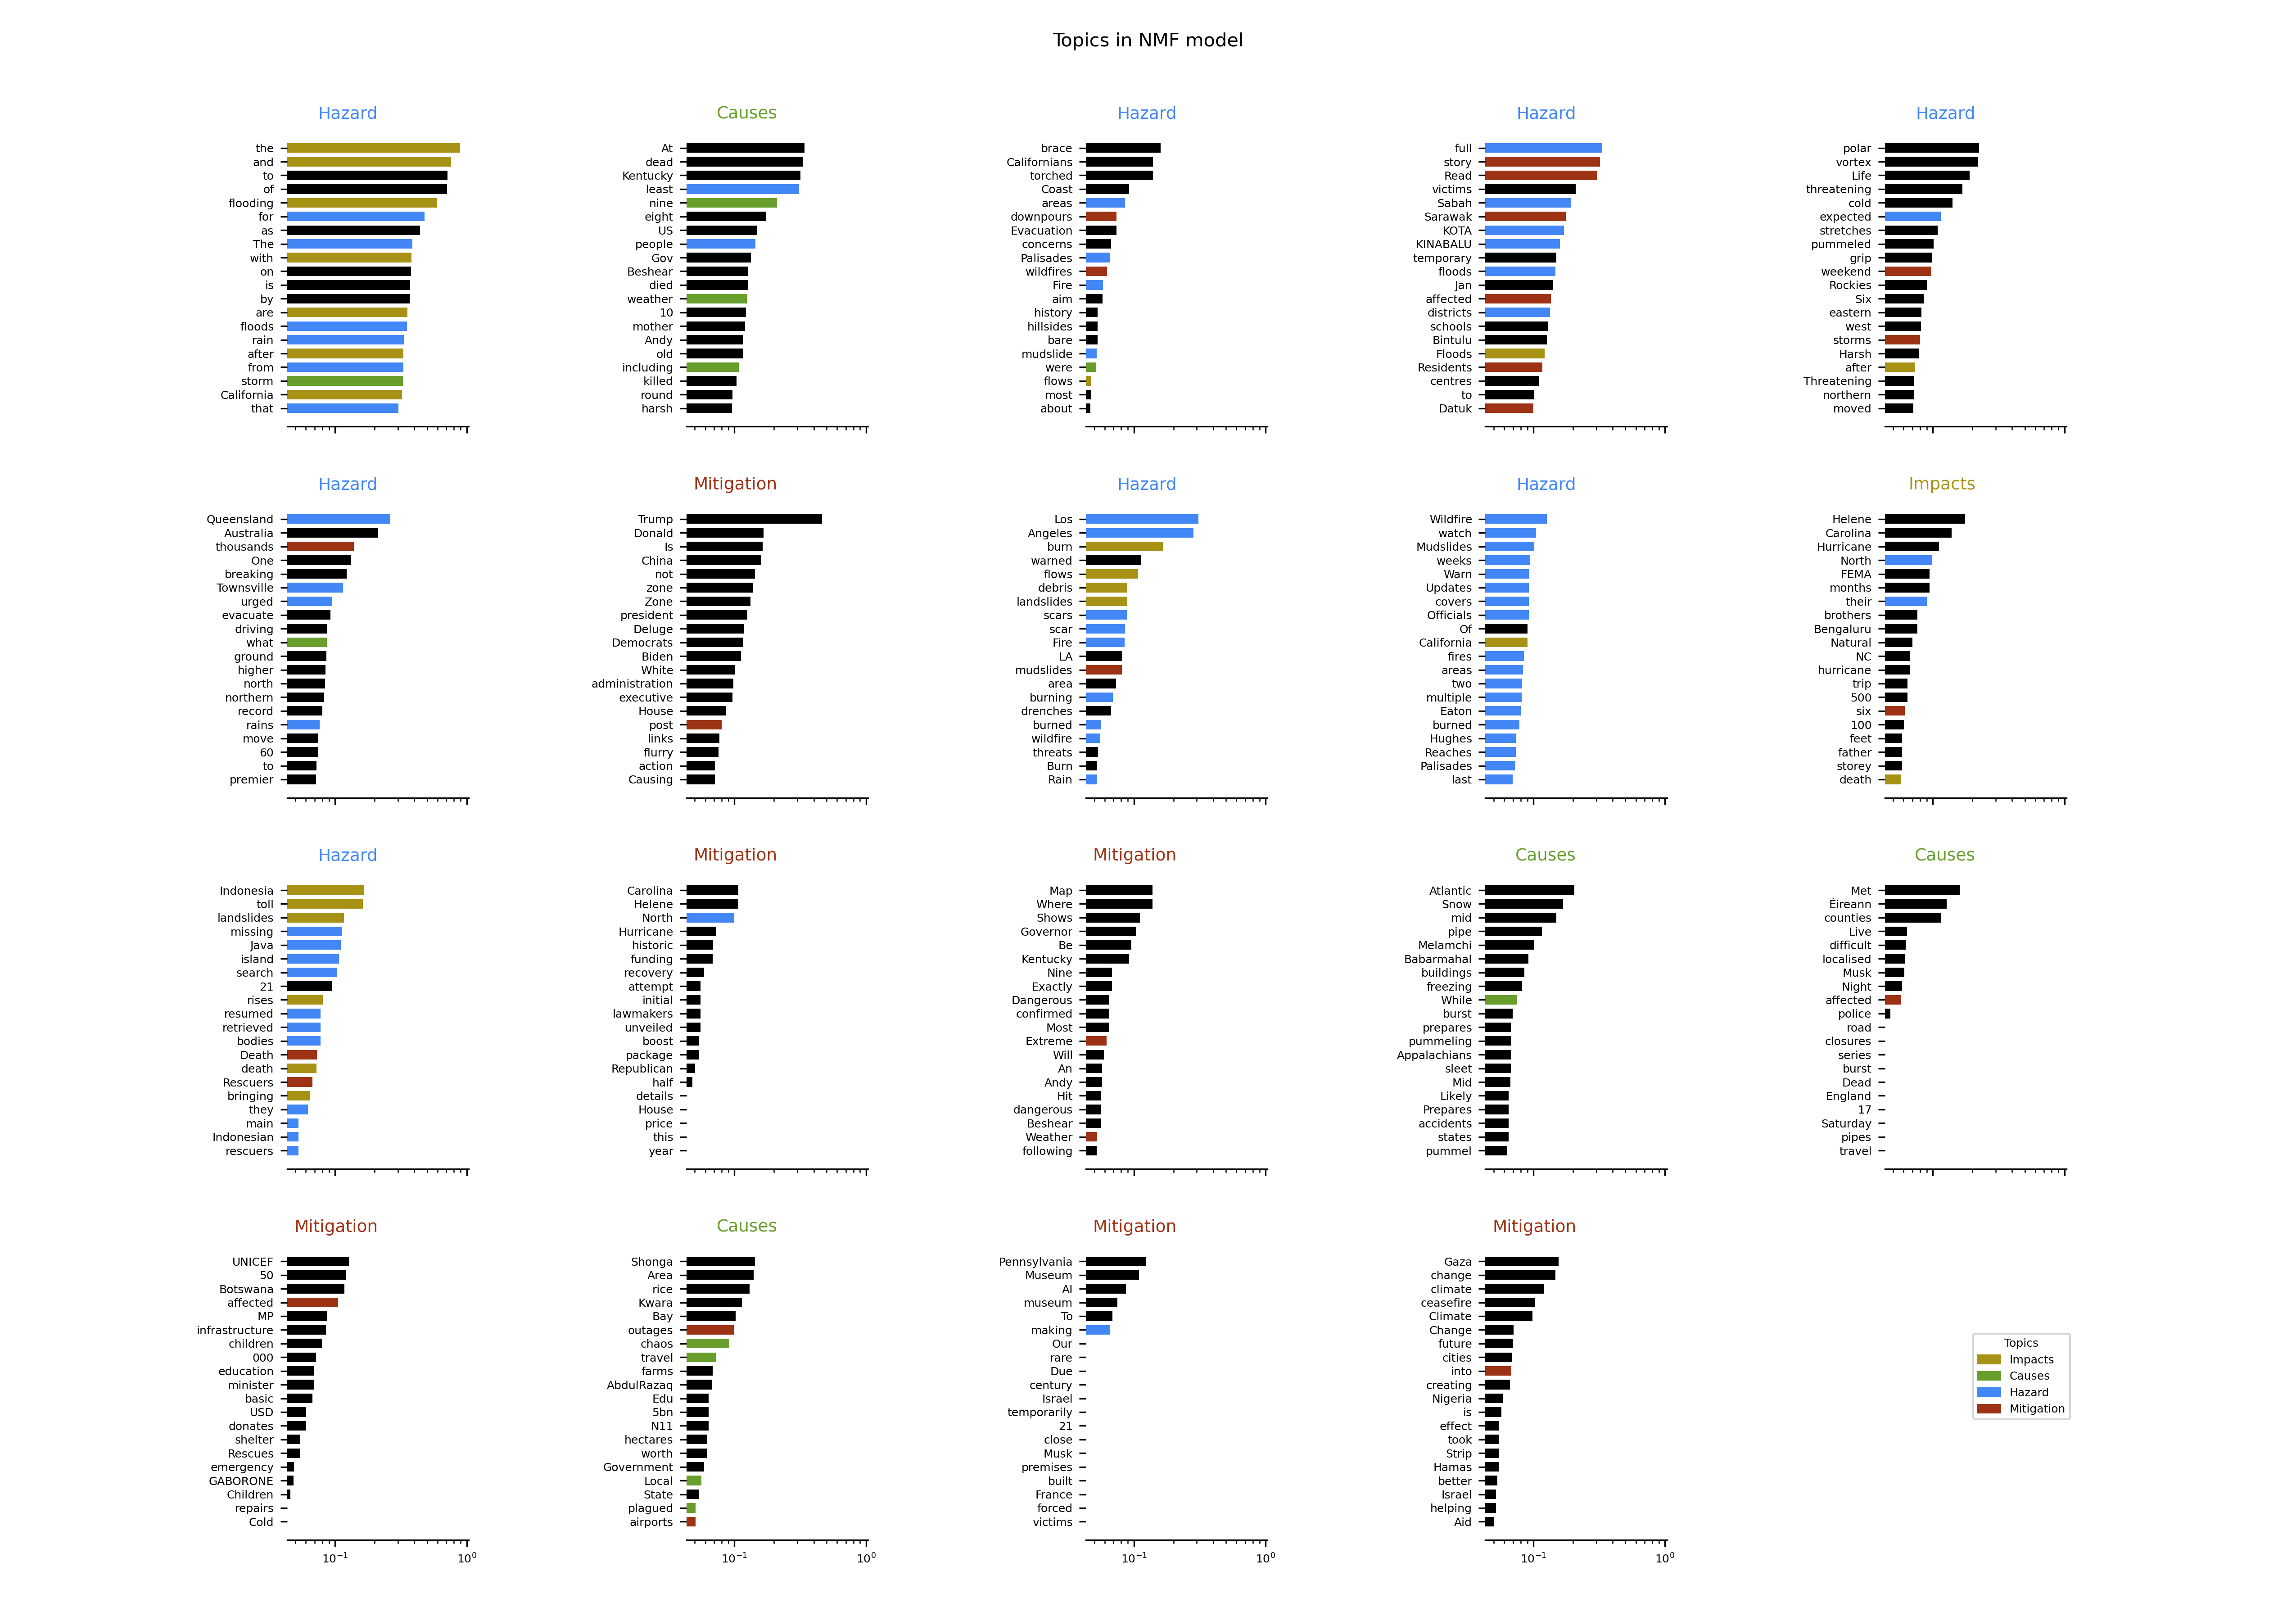 Topics in NMF model
Hazard
the
and
to
of
flooding
for
as
The
with
on
is
by
are
floods
rain
after
from
storm
California
that
Causes
At
dead
Kentucky
least
nine
eight
US
people
Gov
Beshear
died
weather
10
mother
Andy
old
including
killed
round
harsh
Hazard
brace
Californians
torched
Coast
areas
downpours
Evacuation
concerns
Palisades
wildfires
Fire
aim
history
hillsides
bare
mudslide
were
flows
most
about
Hazard
full
story
Read
victims
Sabah
Sarawak
KOTA
KINABALU
temporary
floods
Jan
affected
districts
schools
Bintulu
Floods
Residents
centres
to
Datuk
Hazard
polar
vortex
Life
threatening
cold
expected
stretches
pummeled
grip
weekend
Rockies
Six
eastern
west
storms
Harsh
after
Threatening
northern
moved
Hazard
Queensland
Australia
thousands
One
breaking
Townsville
urged
evacuate
driving
what
ground
higher
north
northern
record
rains
move
60
to
premier
Mitigation
Trump
Donald
Is
China
not
zone
Zone
president
Deluge
Democrats
Biden
White
administration
executive
House
post
links
flurry
action
Causing
Hazard
Los
Angeles
burn
warned
flows
debris
landslides
scars
scar
Fire
LA
mudslides
area
burning
drenches
burned
wildfire
threats
Burn
Rain
Hazard
Wildfire
watch
Mudslides
weeks
Warn
Updates
covers
Officials
Of
California
fires
areas
two
multiple
Eaton
burned
Hughes
Reaches
Palisades
last
Impacts
Helene
Carolina
Hurricane
North
FEMA
months
their
brothers
Bengaluru
Natural
NC
hurricane
trip
500
six
100
feet
father
storey
death
Hazard
Indonesia
toll
landslides
missing
Java
island
search
21
rises
resumed
retrieved
bodies
Death
death
Rescuers
bringing
they
main
Indonesian
rescuers
Mitigation
Carolina
Helene
North
Hurricane
historic
funding
recovery
attempt
initial
lawmakers
unveiled
boost
package
Republican
half
details
House
price
this
year
Mitigation
Map
Where
Shows
Governor
Be
Kentucky
Nine
Exactly
Dangerous
confirmed
Most
Extreme
Will
An
Andy
Hit
dangerous
Beshear
Weather
following
Causes
Atlantic
Snow
mid
pipe
Melamchi
Babarmahal
buildings
freezing
While
burst
prepares
pummeling
Appalachians
sleet
Mid
Likely
Prepares
accidents
states
pummel
Causes
Met
Éireann
counties
Live
difficult
localised
Musk
Night
affected
police
road
closures
series
burst
Dead
England
17
Saturday
pipes
travel
Mitigation
UNICEF
50
Botswana
affected
MP
infrastructure
children
000
education
minister
basic
USD
donates
shelter
Rescues
emergency
GABORONE
Children
repairs
Cold
10⁻¹ 10⁰
Causes
Shonga
Area
rice
Kwara
Bay
outages
chaos
travel
farms
AbdulRazaq
Edu
5bn
N11
hectares
worth
Government
Local
State
plagued
airports
10⁻¹ 10⁰
Mitigation
Pennsylvania
Museum
AI
museum
To
making
Our
rare
Due
century
Israel
temporarily
21
close
Musk
premises
built
France
forced
victims
10⁻¹ 10⁰
Mitigation
Gaza
change
climate
ceasefire
Climate
Change
future
cities
into
creating
Nigeria
is
effect
took
Strip
Hamas
better
Israel
helping
Aid
10⁻¹ 10⁰
Topics
Impacts
Causes
Hazard
Mitigation